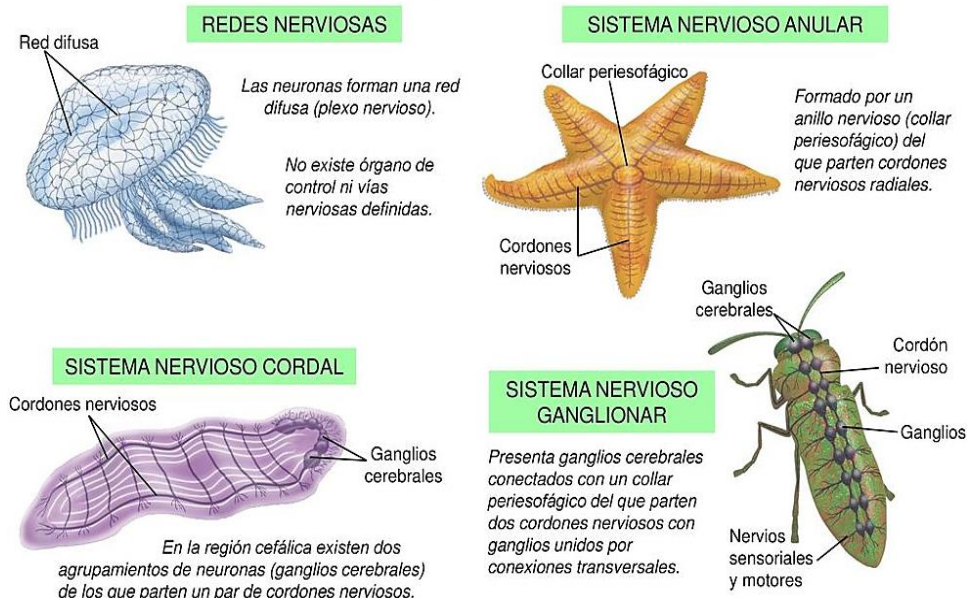 REDES NERVIOSAS
Red difusa
Las neuronas forman una red
difusa (plexo nervioso).
No existe órgano de
control ni vías
nerviosas definidas.
SISTEMA NERVIOSO ANULAR
Collar periesofágico
Formado por un
anillo nervioso (collar
periesofágico) del
que parten cordones
nerviosos radiales.
Cordones
nerviosos
SISTEMA NERVIOSO CORDAL
Cordones nerviosos
Ganglios
cerebrales
En la región cefálica existen dos
agrupamientos de neuronas (ganglios cerebrales)
de los que parten un par de cordones nerviosos.
SISTEMA NERVIOSO
GANGLIONAR
Presenta ganglios cerebrales
conectados con un collar
periesofágico del que parten
dos cordones nerviosos con
ganglios unidos por
conexiones transversales.
Ganglios
cerebrales
Cordón
nervioso
Ganglios
Nervios
sensoriales
y motores